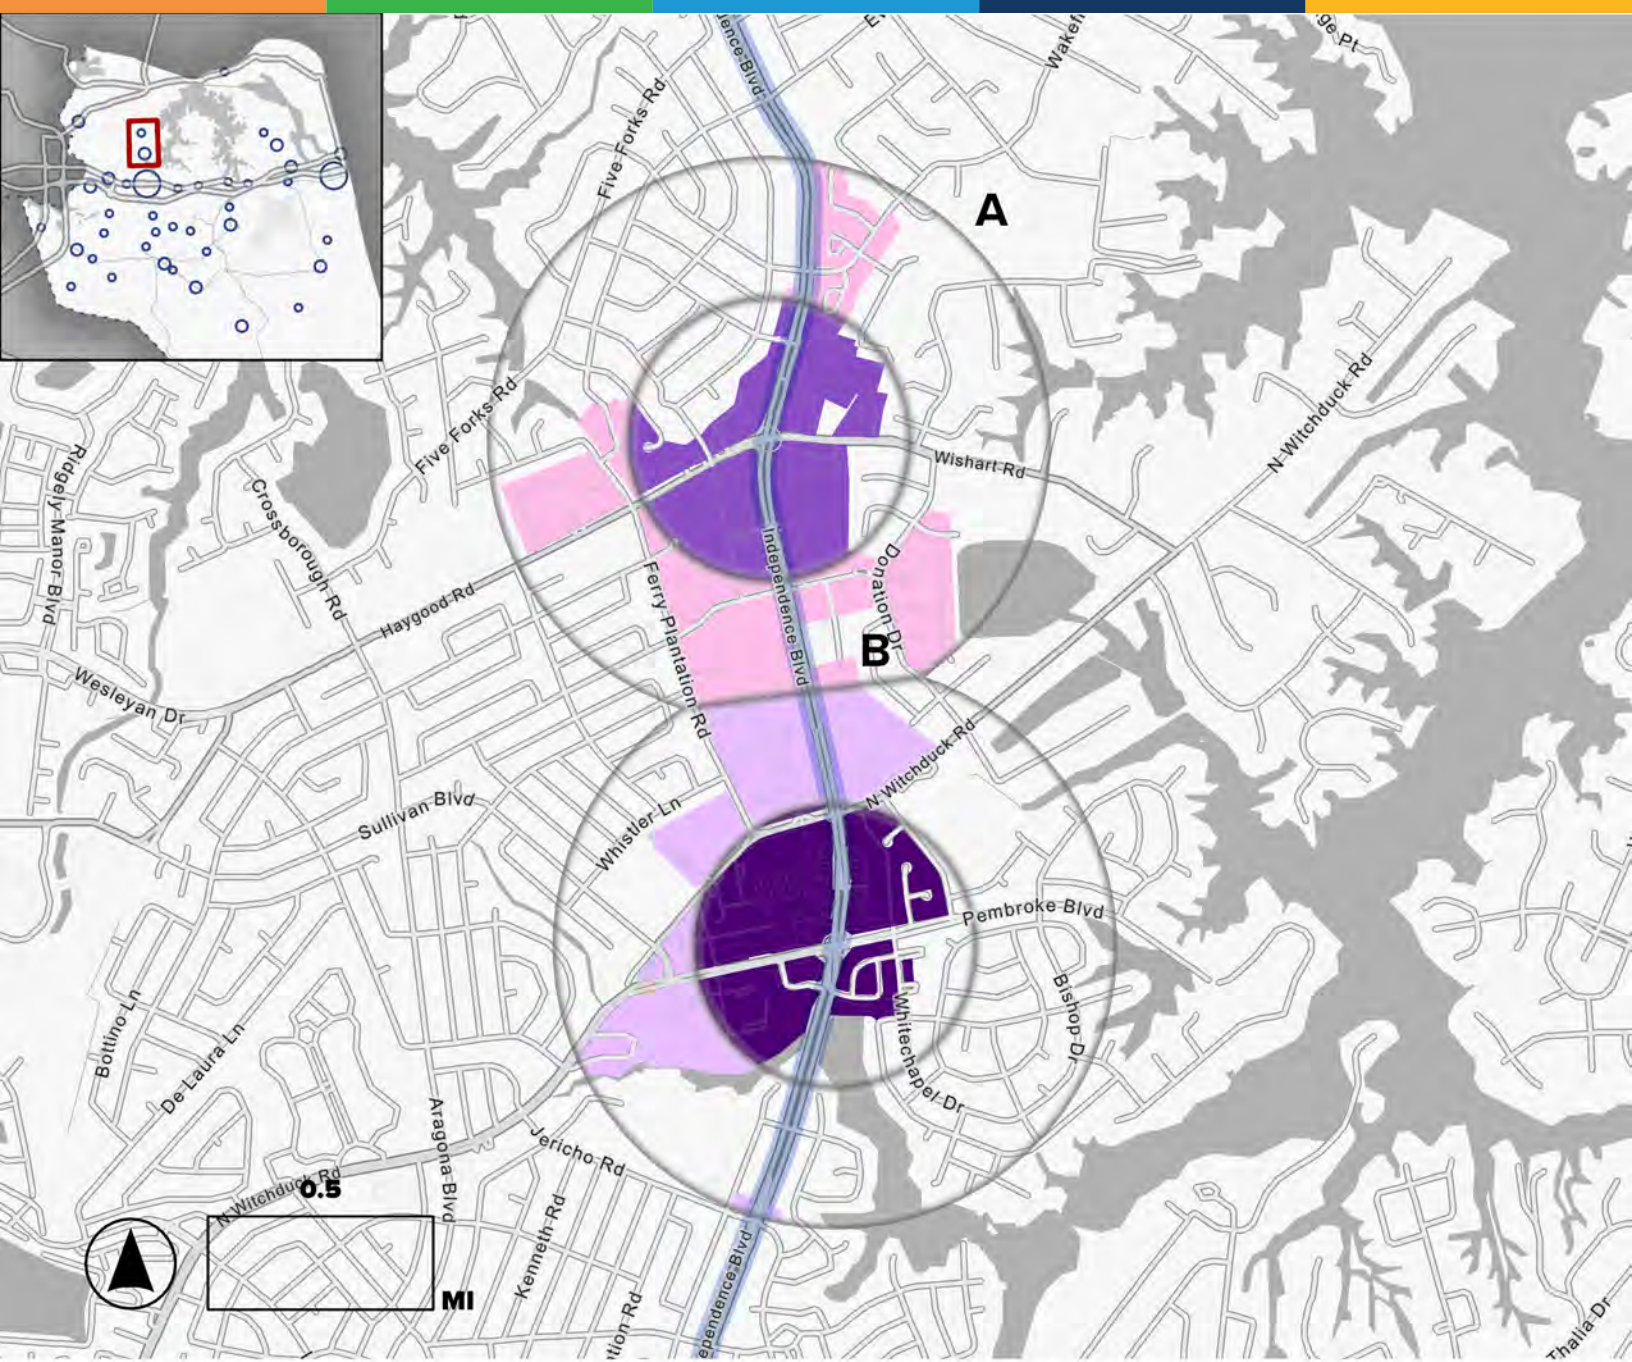 Independence Blvd
Five Forks Rd
A
Five Forks Rd
Wishart Rd
N Witchduck Rd
Ridgely Manor Blvd
Crossborough Rd
Haygood Rd
Independence Blvd
Donation Dr
B
Ferry Plantation Rd
Wesleyan Dr
N Witchduck Rd
Sullivan Blvd
Whistler Ln
Pembroke Blvd
Bottino Ln
De Laura Ln
Bishop Dr
Whitechapel Dr
Aragona Blvd
Jericho Rd
N Witchduck Rd
0.5
Kenneth Rd
MI
Thalia Dr